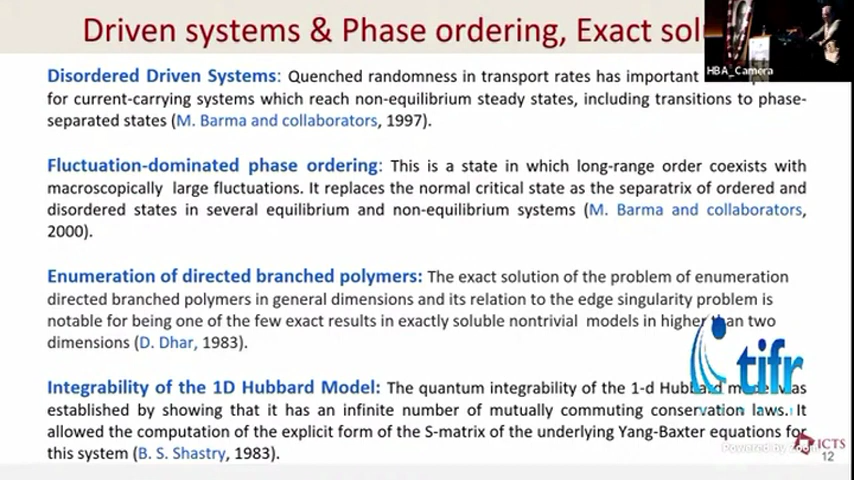 Driven systems & Phase ordering, Exact sol
HBA_Camera
Disordered Driven Systems: Quenched randomness in transport rates has important
for current-carrying systems which reach non-equilibrium steady states, including transitions to phase-
separated states (M. Barma and collaborators, 1997).
Fluctuation-dominated phase ordering: This is a state in which long-range order coexists with
macroscopically large fluctuations. It replaces the normal critical state as the separatrix of ordered and
disordered states in several equilibrium and non-equilibrium systems (M. Barma and collaborators,
2000).
Enumeration of directed branched polymers: The exact solution of the problem of enumeration
directed branched polymers in general dimensions and its relation to the edge singularity problem is
notable for being one of the few exact results in exactly soluble nontrivial models in higher than two
dimensions (D. Dhar, 1983).
tifr
Integrability of the 1D Hubbard Model: The quantum integrability of the 1-d Hubbard model was
established by showing that it has an infinite number of mutually commuting conservation laws. It
allowed the computation of the explicit form of the S-matrix of the underlying Yang-Baxter equations for
this system (B. S. Shastry, 1983).
Powered by Zoom
ICTS
12